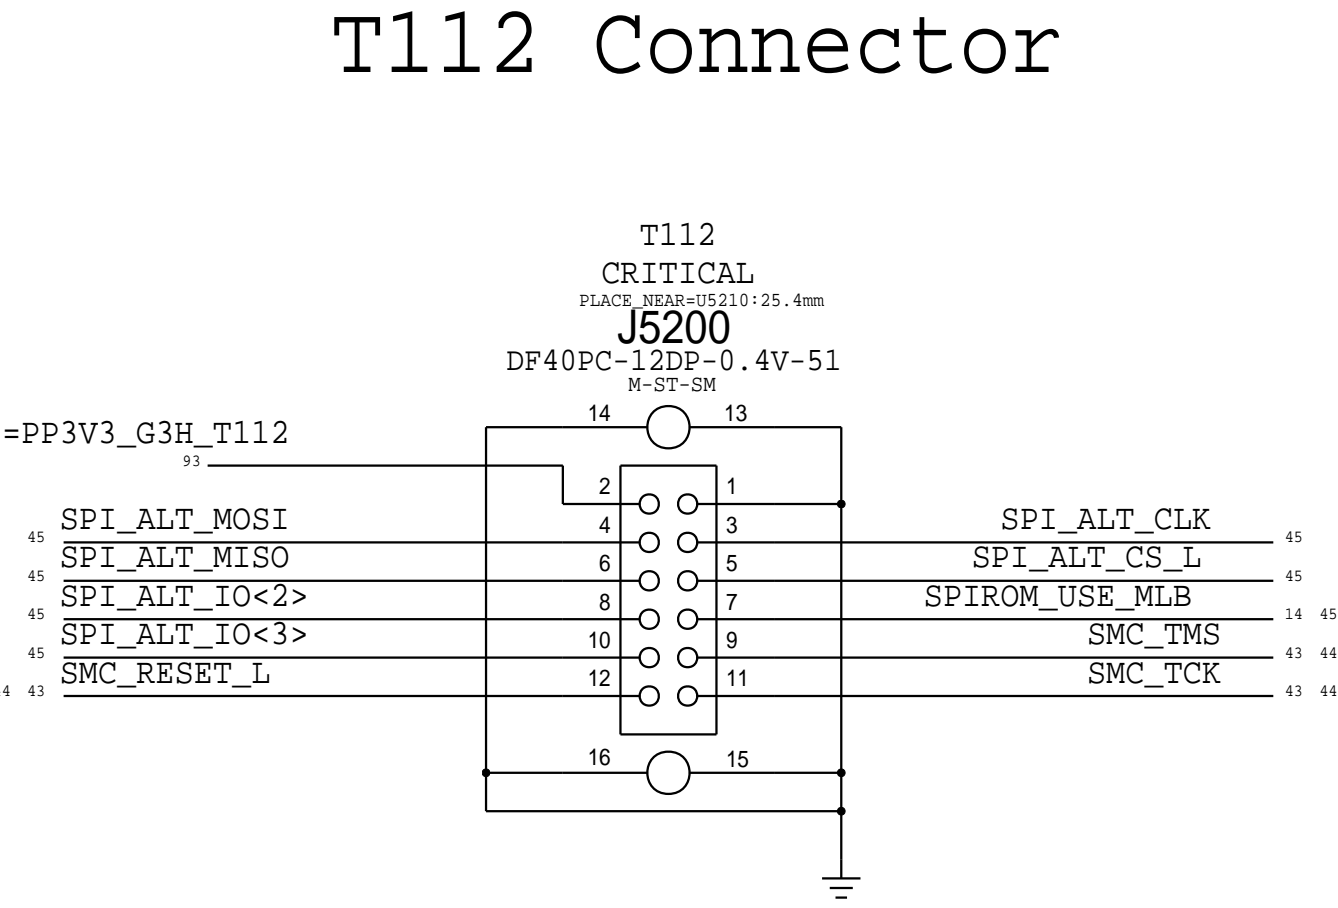 T112 Connector
T112
CRITICAL
PLACE_NEAR=U5210:25.4mm
J5200
DF40PC-12DP-0.4V-51
M-ST-SM
14 13
=PP3V3_G3H_T112
93
2 1
SPI_ALT_MOSI 4 3 SPI_ALT_CLK
45 45
SPI_ALT_MISO 6 5 SPI_ALT_CS_L
45 45
SPI_ALT_IO<2> 8 7 SPIROM_USE_MLB
45 14 45
SPI_ALT_IO<3> 10 9 SMC_TMS
45 43 44
SMC_RESET_L 12 11 SMC_TCK
43 43 44
16 15